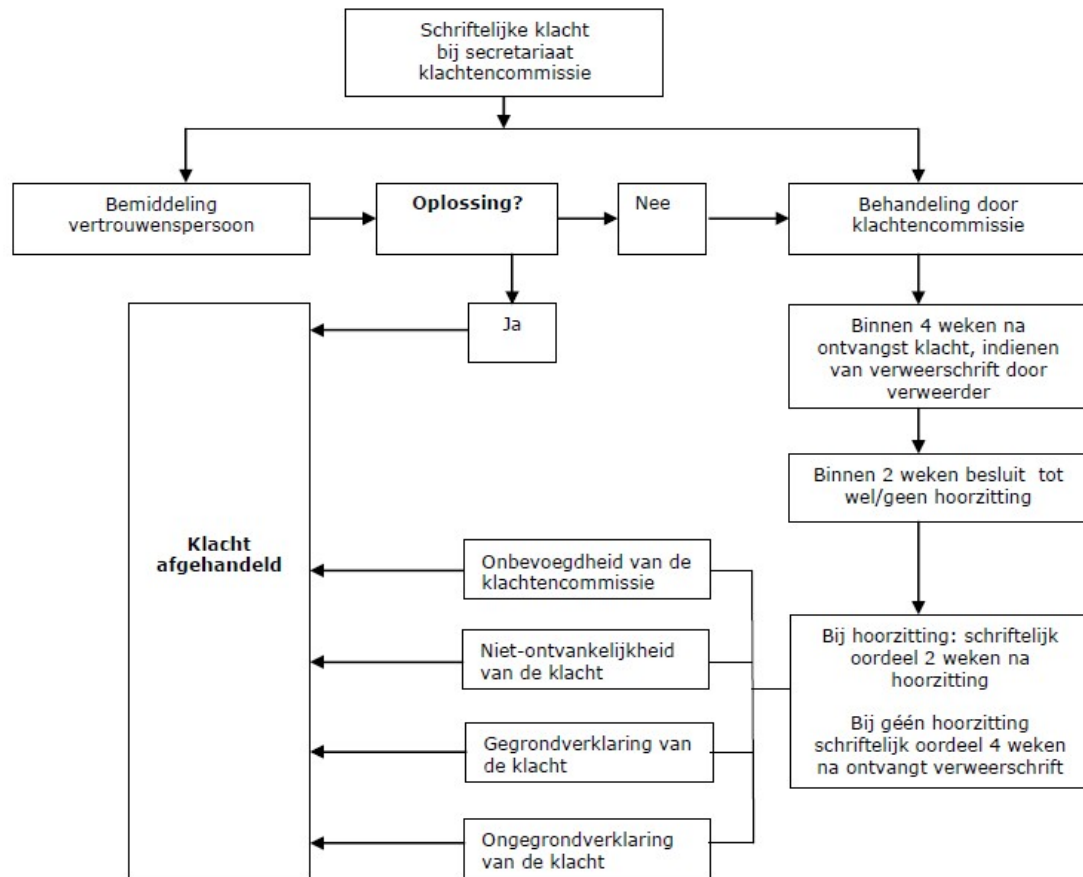 Schriftelijke klacht
bij secretariaat
klachtencommissie
Bemiddeling
vertrouwenspersoon
Oplossing?
Nee
Behandeling door
klachtencommissie
Ja
Binnen 4 weken na
ontvangst klacht, indienen
van verweerschrift door
verweerder
Binnen 2 weken besluit tot
wel/geen hoorzitting
Klacht
afgehandeld
Onbevoegdheid van de
klachtencommissie
Niet-ontvankelijkheid
van de klacht
Gegrondverklaring van
de klacht
Ongegrondverklaring
van de klacht
Bij hoorzitting: schriftelijk
oordeel 2 weken na
hoorzitting
Bij géén hoorzitting
schriftelijk oordeel 4 weken
na ontvangt verweerschrift